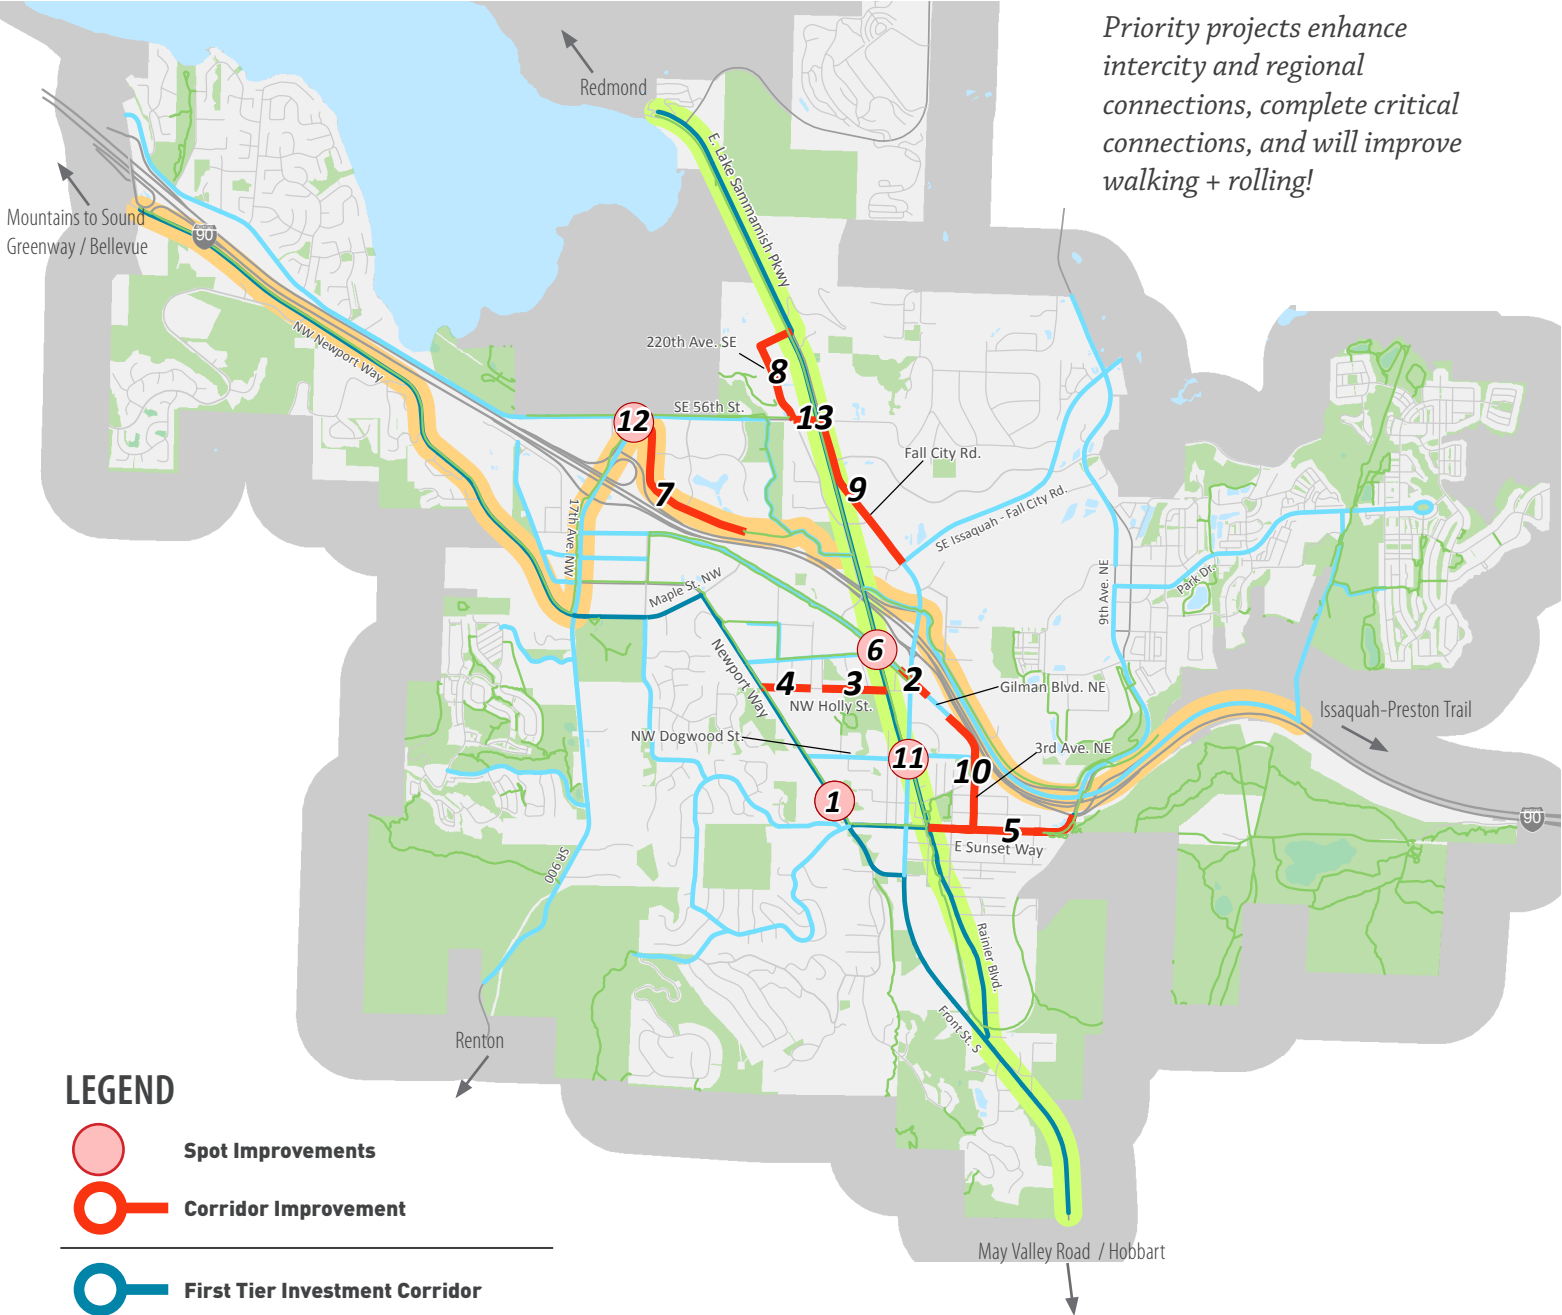 Priority projects enhance
intercity and regional
connections, complete critical
connections, and will improve
walking + rolling!
Redmond
E. Lake Sammamish Pkwy
Mountains to Sound
Greenway / Bellevue
90
NW Newport Way
220th Ave. SE
8
SE 56th St.
12
13
Fall City Rd.
7
9
17th Ave. NW
SE Issaquah - Fall City Rd.
Maple St. NW
9th Ave. NE
Park Dr.
Newport Way
6
4
3
2
Gilman Blvd. NE
NW Holly St.
Issaquah-Preston Trail
NW Dogwood St.
11
3rd Ave. NE
10
1
90
5
E Sunset Way
SR 900
Rainier Blvd.
Front St. S
Renton
May Valley Road / Hobbart
LEGEND
Spot Improvements
Corridor Improvement
First Tier Investment Corridor